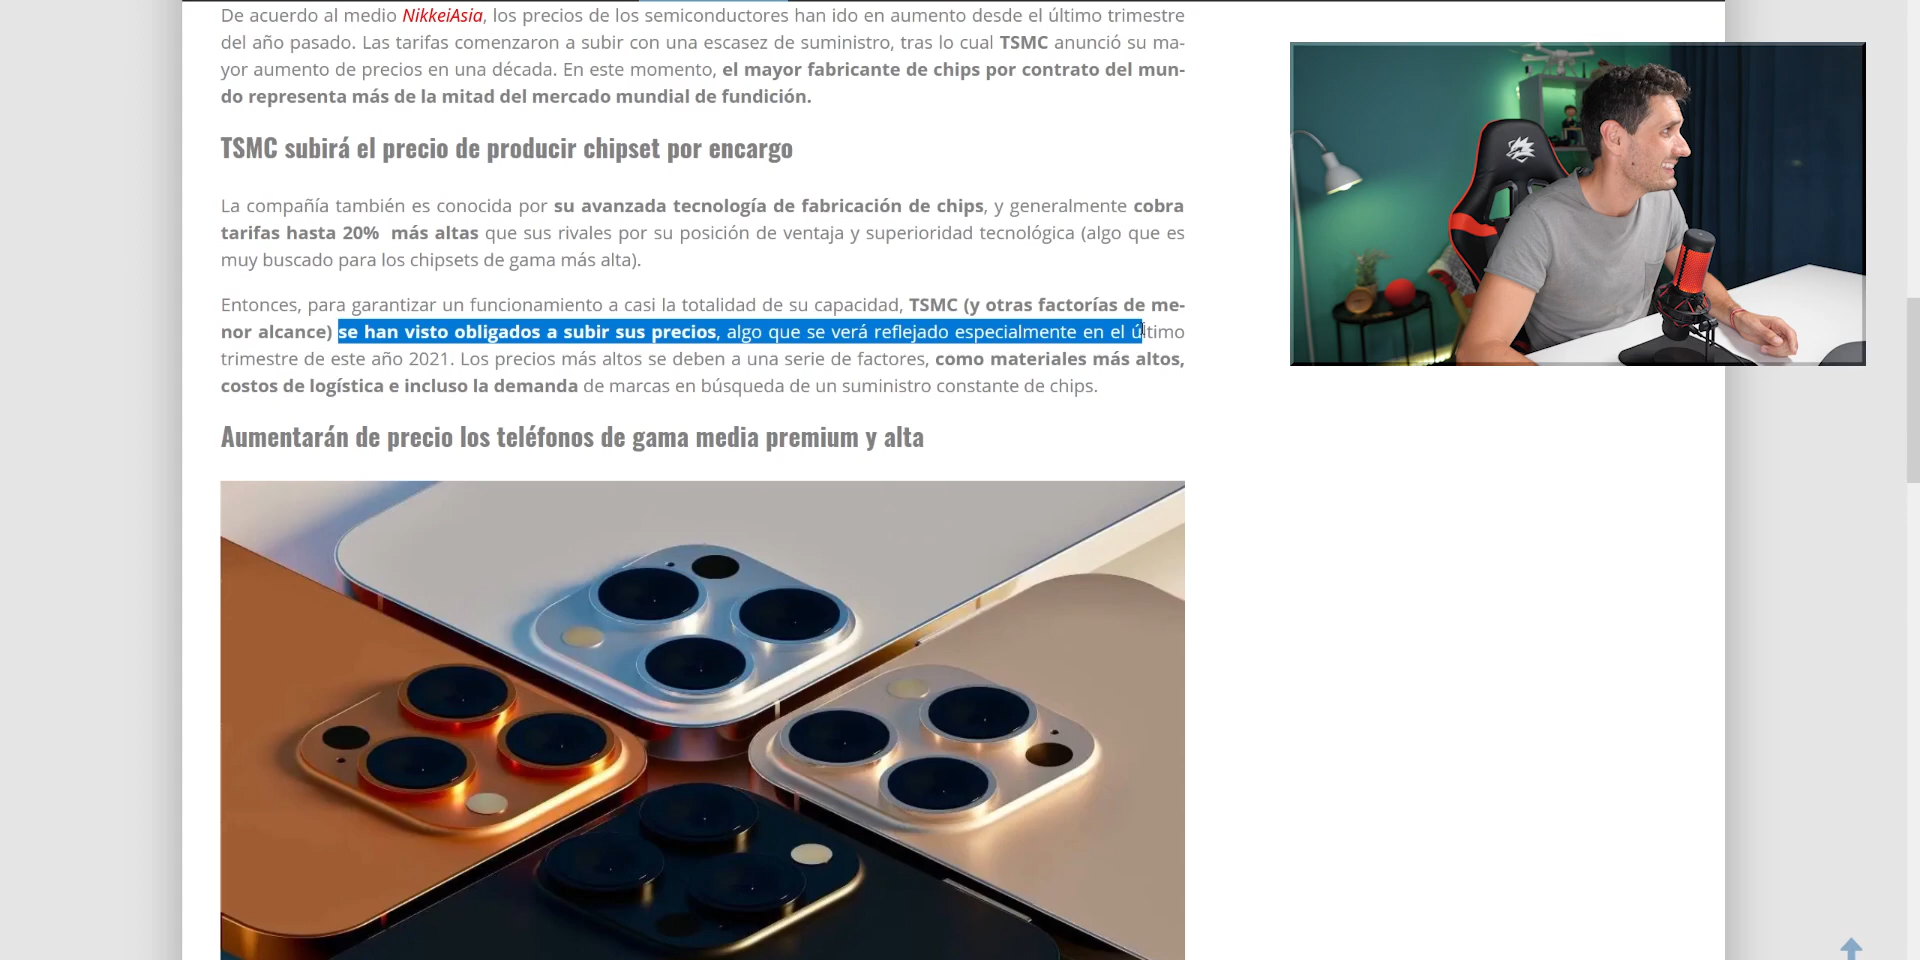 De acuerdo al medio NikkeiAsia, los precios de los semiconductores han ido en aumento desde el último trimestre
del año pasado. Las tarifas comenzaron a subir con una escasez de suministro, tras lo cual TSMC anunció su ma-
yor aumento de precios en una década. En este momento, el mayor fabricante de chips por contrato del mun-
do representa más de la mitad del mercado mundial de fundición.
TSMC subirá el precio de producir chipset por encargo
La compañía también es conocida por su avanzada tecnología de fabricación de chips, y generalmente cobra
tarifas hasta 20% más altas que sus rivales por su posición de ventaja y superioridad tecnológica (algo que es
muy buscado para los chipsets de gama más alta).
Entonces, para garantizar un funcionamiento a casi la totalidad de su capacidad, TSMC (y otras factorías de me-
nor alcance) se han visto obligados a subir sus precios, algo que se verá reflejado especialmente en el último
trimestre de este año 2021. Los precios más altos se deben a una serie de factores, como materiales más altos,
costos de logística e incluso la demanda de marcas en búsqueda de un suministro constante de chips.
Aumentarán de precio los teléfonos de gama media premium y alta